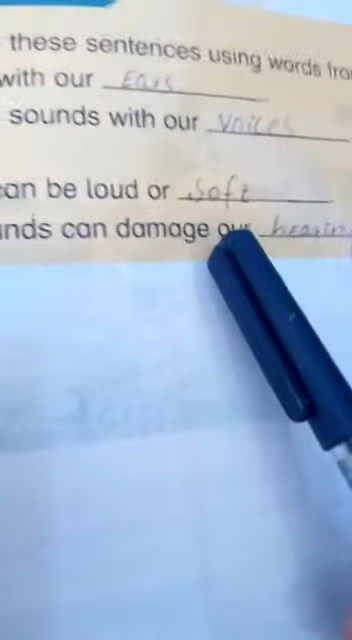 these sentences using words fro
with our Ears
sounds with our voices
can be loud or soft
nds can damage our hearin